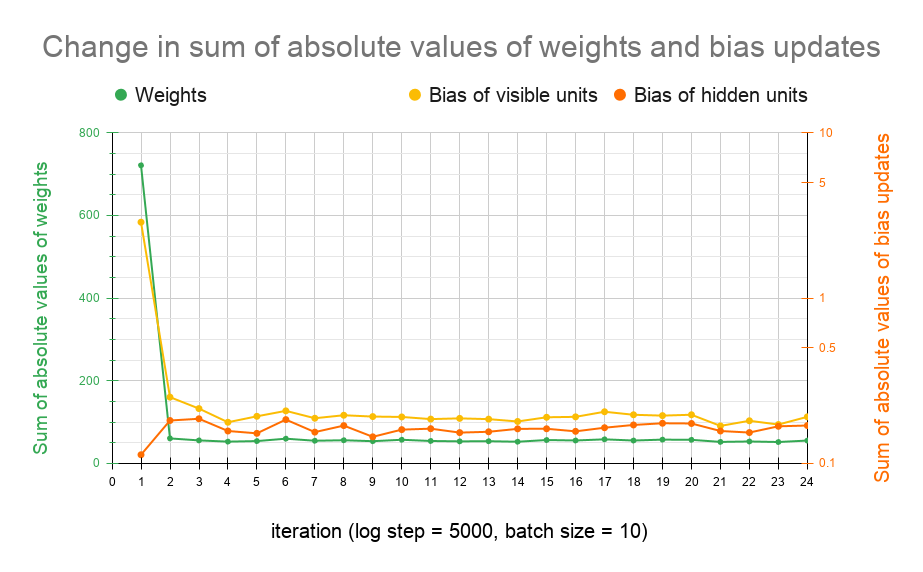 Change in sum of absolute values of weights and bias updates
Weights
Bias of visible units
Bias of hidden units
Sum of absolute values of weights
800
600
400
200
0
10
5
1
0.5
0.1
Sum of absolute values of bias updates
0 1 2 3 4 5 6 7 8 9 10 11 12 13 14 15 16 17 18 19 20 21 22 23 24
iteration (log step = 5000, batch size = 10)